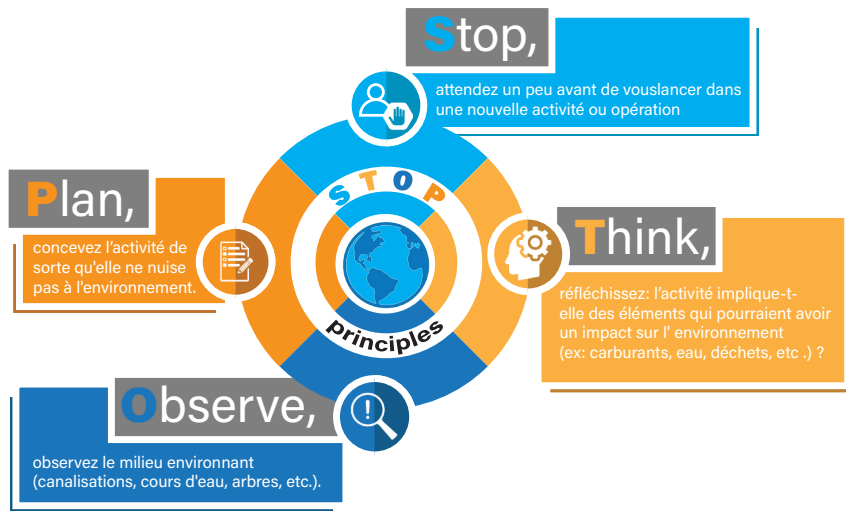 Stop,
attendez un peu avant de vouslancer dans
une nouvelle activité ou opération
Think,
réfléchissez: l’activité implique-t-
elle des éléments qui pourraient avoir
un impact sur l' environnement
(ex: carburants, eau, déchets, etc .) ?
Observe,
observez le milieu environnant
(canalisations, cours d'eau, arbres, etc.).
Plan,
concevez l’activité de
sorte qu'elle ne nuise
pas à l'environnement.
STOP
principles